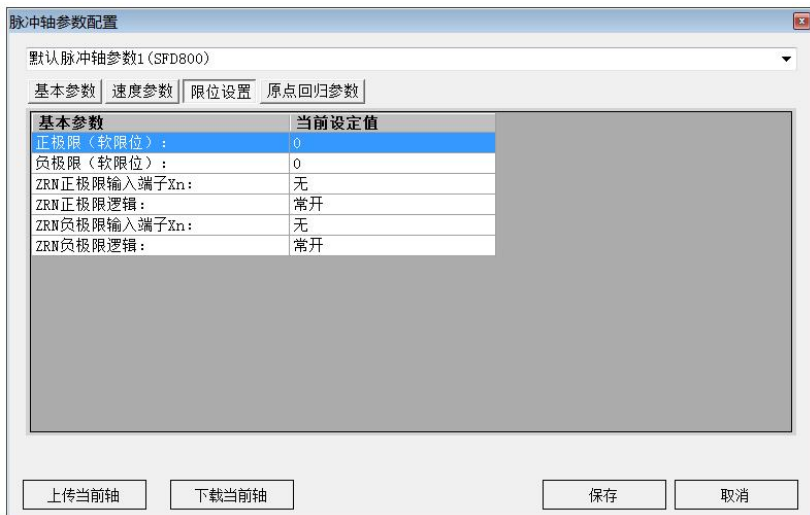 脉冲轴参数配置
默认脉冲轴参数1(SFD800)
基本参数 速度参数 限位设置 原点回归参数
基本参数 当前设定值
正极限（软限位）： 0
负极限（软限位）： 0
ZRN正极限输入端子Xn： 无
ZRN正极限逻辑： 常开
ZRN负极限输入端子Xn： 无
ZRN负极限逻辑： 常开
上传当前轴 下载当前轴 保存 取消